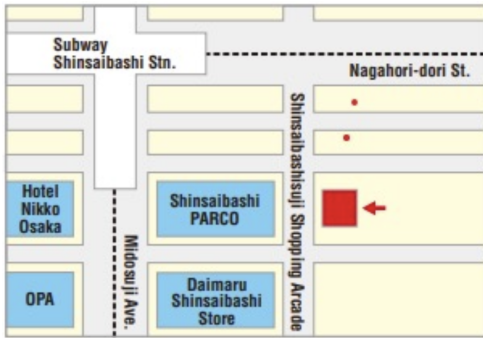 Subway
Shinsaibashi Stn.
Nagahori-dori St.
Shinsaibashisuji Shopping Arcade
Hotel
Nikko
Osaka
Shinsaibashi
PARCO
Midosuji Ave.
OPA
Daimaru
Shinsaibashi
Store